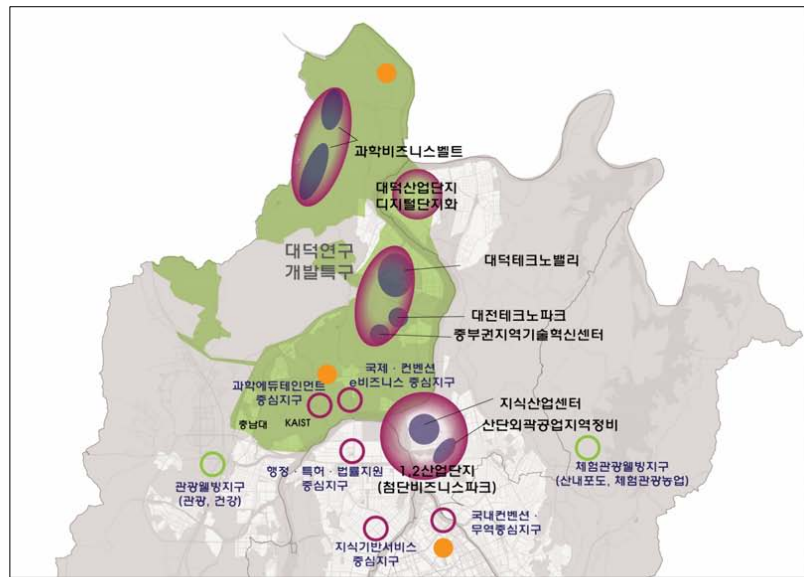 과학비즈니스벨트
대덕산업단지
디지털단지화
대덕연구
개발특구
대덕테크노밸리
대전테크노파크
중부권지역기술혁신센터
국제·컨벤션
e비즈니스 중심지구
과학에듀테인먼트
중심지구
충남대
KAIST
지식산업센터
산단외곽공업지역정비
1,2산업단지
(첨단비즈니스파크)
행정·특허·법률지원
중심지구
관광웰빙지구
(관광, 건강)
체험관광웰빙지구
(산내포도, 체험관광농업)
국내컨벤션·
무역중심지구
지식기반서비스
중심지구